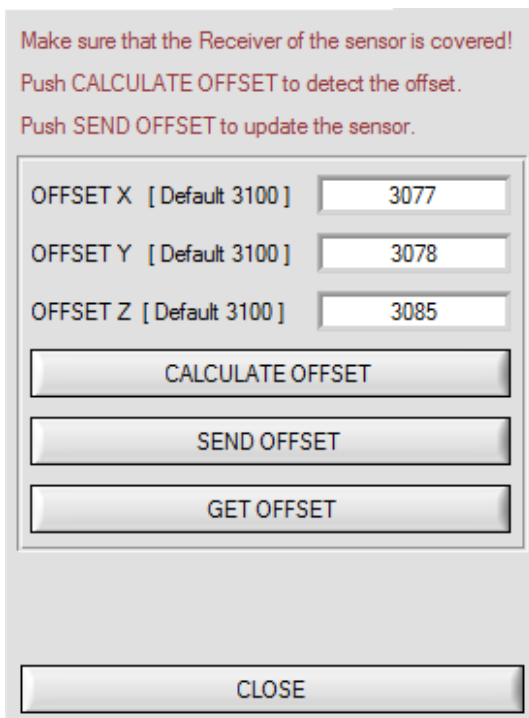 Make sure that the Receiver of the sensor is covered!
Push CALCULATE OFFSET to detect the offset.
Push SEND OFFSET to update the sensor.
OFFSET X [ Default 3100 ] 3077
OFFSET Y [ Default 3100 ] 3078
OFFSET Z [ Default 3100 ] 3085
CALCULATE OFFSET
SEND OFFSET
GET OFFSET
CLOSE